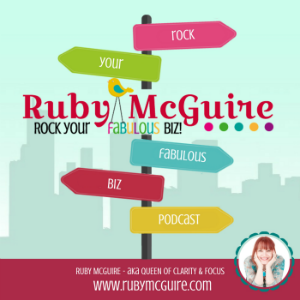 rock
your
Ruby McGuire
ROCK YOUR fabulous BIZ!
fabulous
biz
podcast
RUBY MCGUIRE - aka QUEEN OF CLARITY & FOCUS
www.rubymcguire.com